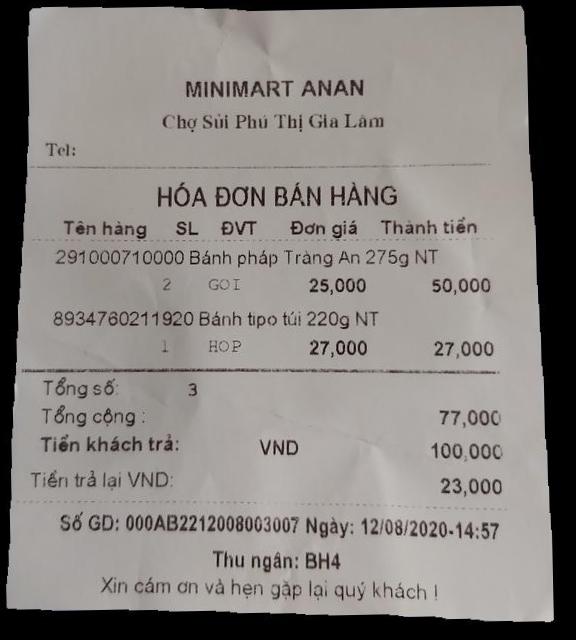 MINIMART ANAN
Chợ Sủi Phú Thị Gia Lâm
Tel:
HÓA ĐƠN BÁN HÀNG
Tên hàng SL ĐVT Đơn giá Thành tiền
291000710000 Bánh pháp Tràng An 275g NT
2 GOI 25,000 50,000
8934760211920 Bánh tipo túi 220g NT
1 HOP 27,000 27,000
Tổng số: 3
Tổng cộng : 77,000
Tiền khách trả: VND 100,000
Tiền trả lại VND: 23,000
Số GD: 000AB2212008003007 Ngày: 12/08/2020-14:57
Thu ngân: BH4
Xin cám ơn và hẹn gặp lại quý khách !